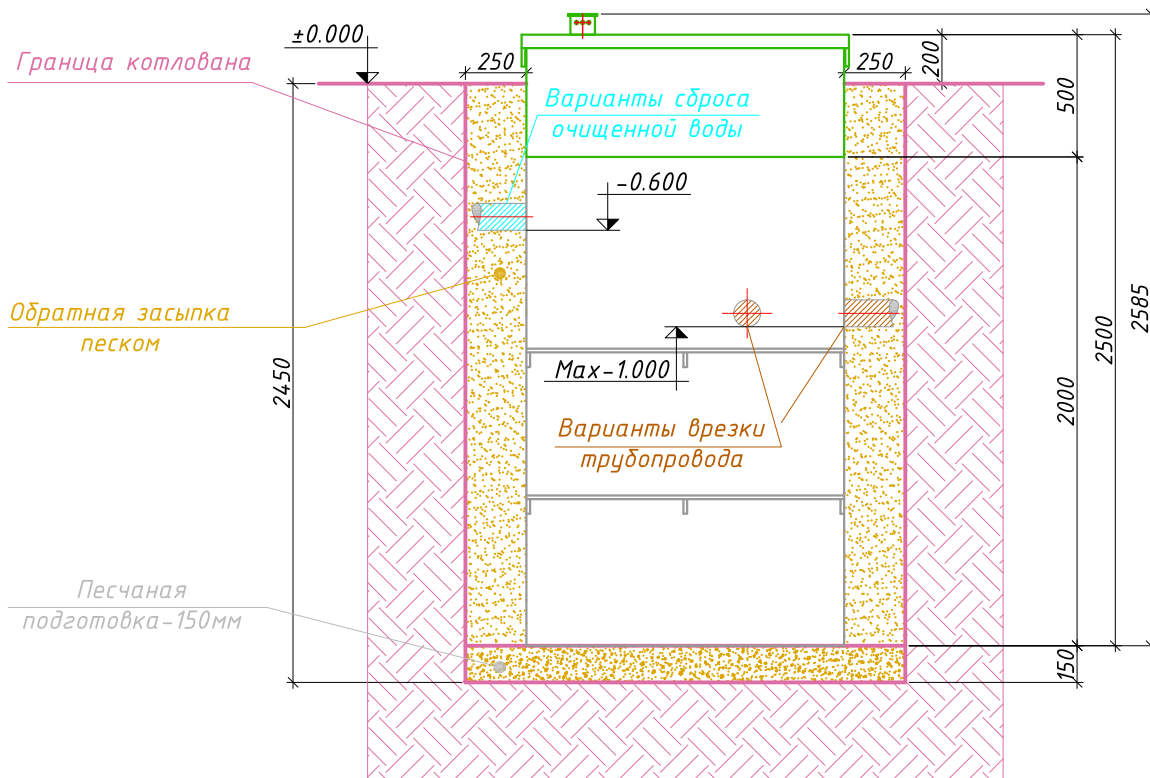 ±0.000
Граница котлована
250
250
200
500
Варианты сброса
очищенной воды
-0.600
Обратная засыпка
песком
2585
2500
2450
Max-1.000
2000
Варианты врезки
трубопровода
Песчаная
подготовка-150мм
150